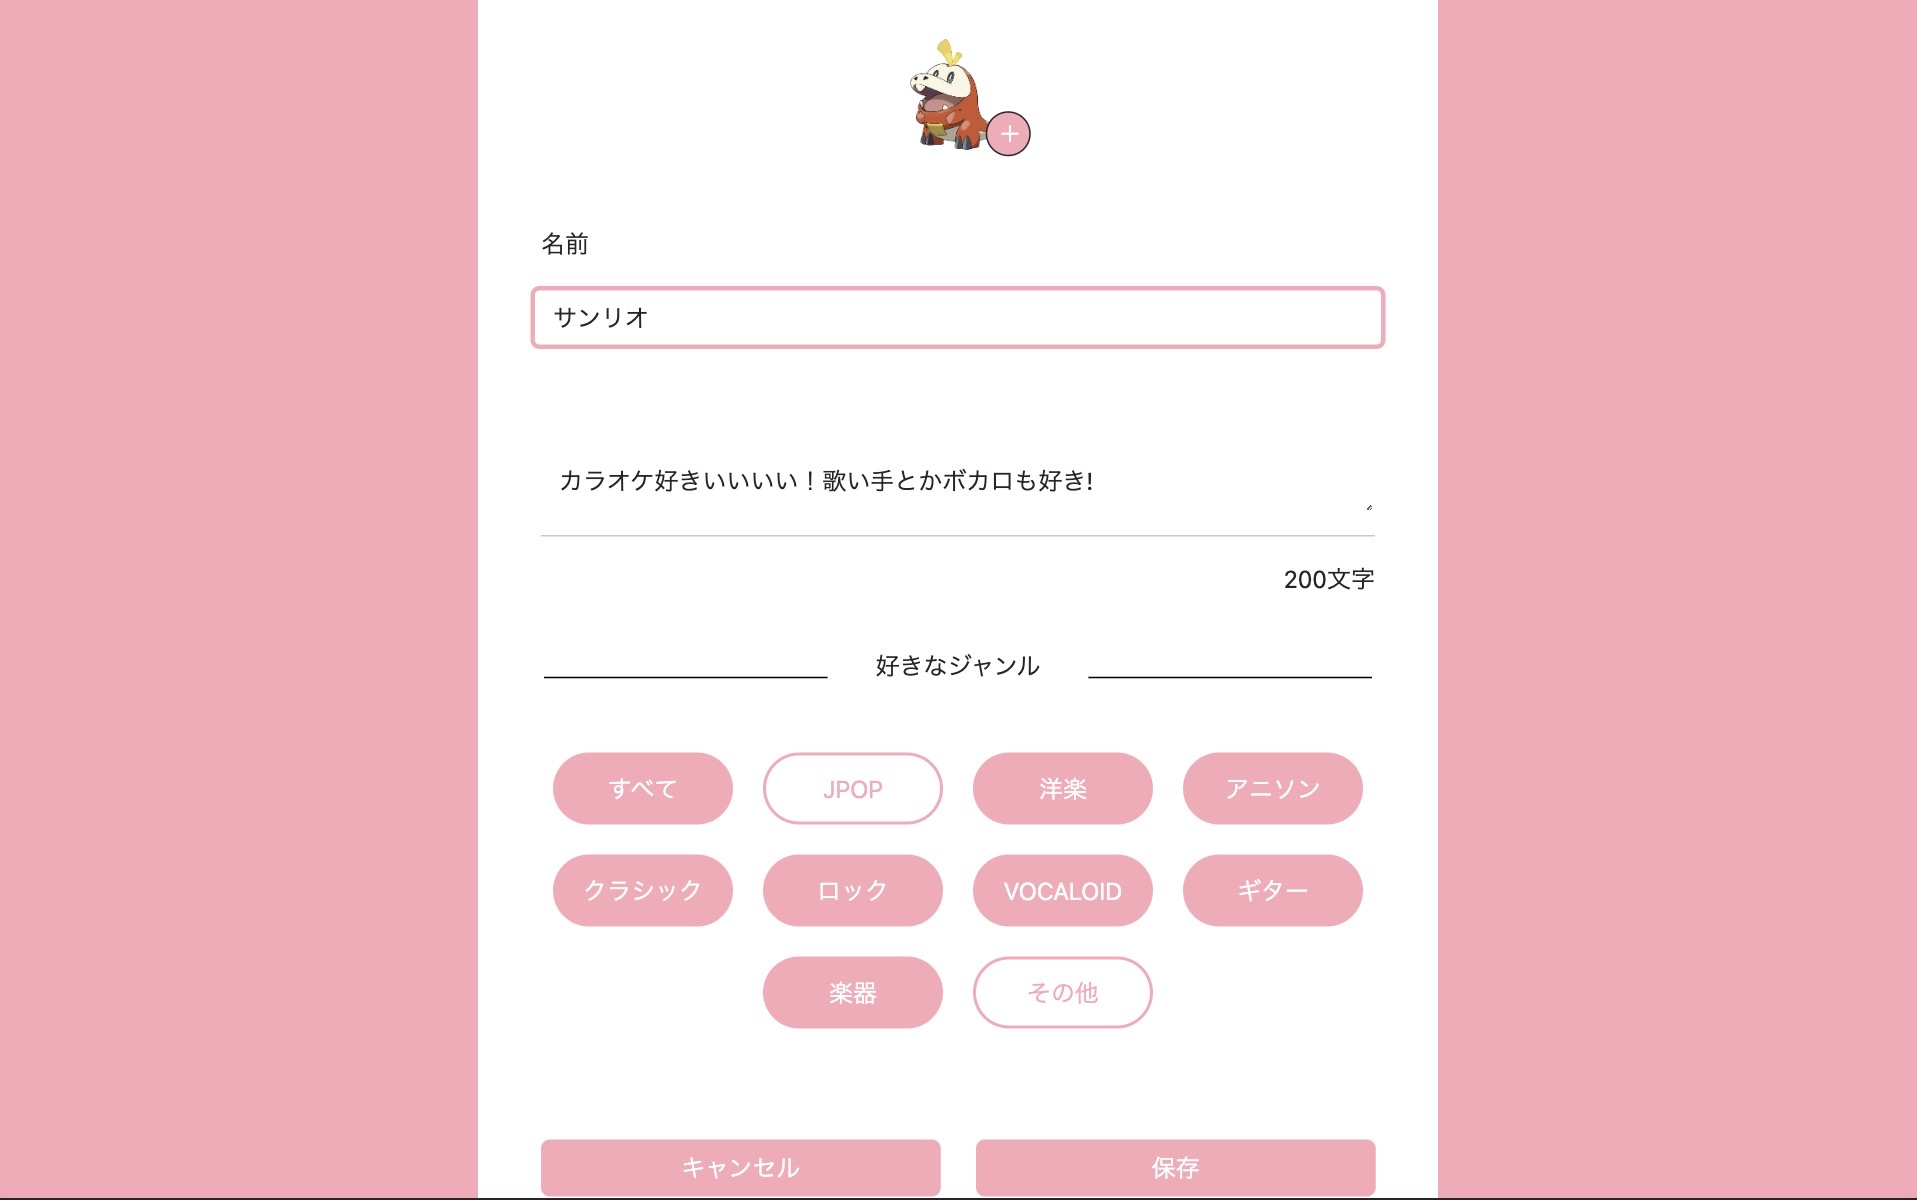 名前
サンリオ
カラオケ好きいいいい！歌い手とかボカロも好き!
200文字
好きなジャンル
すべて JPOP 洋楽 アニソン
クラシック ロック VOCALOID ギター
楽器 その他
キャンセル 保存